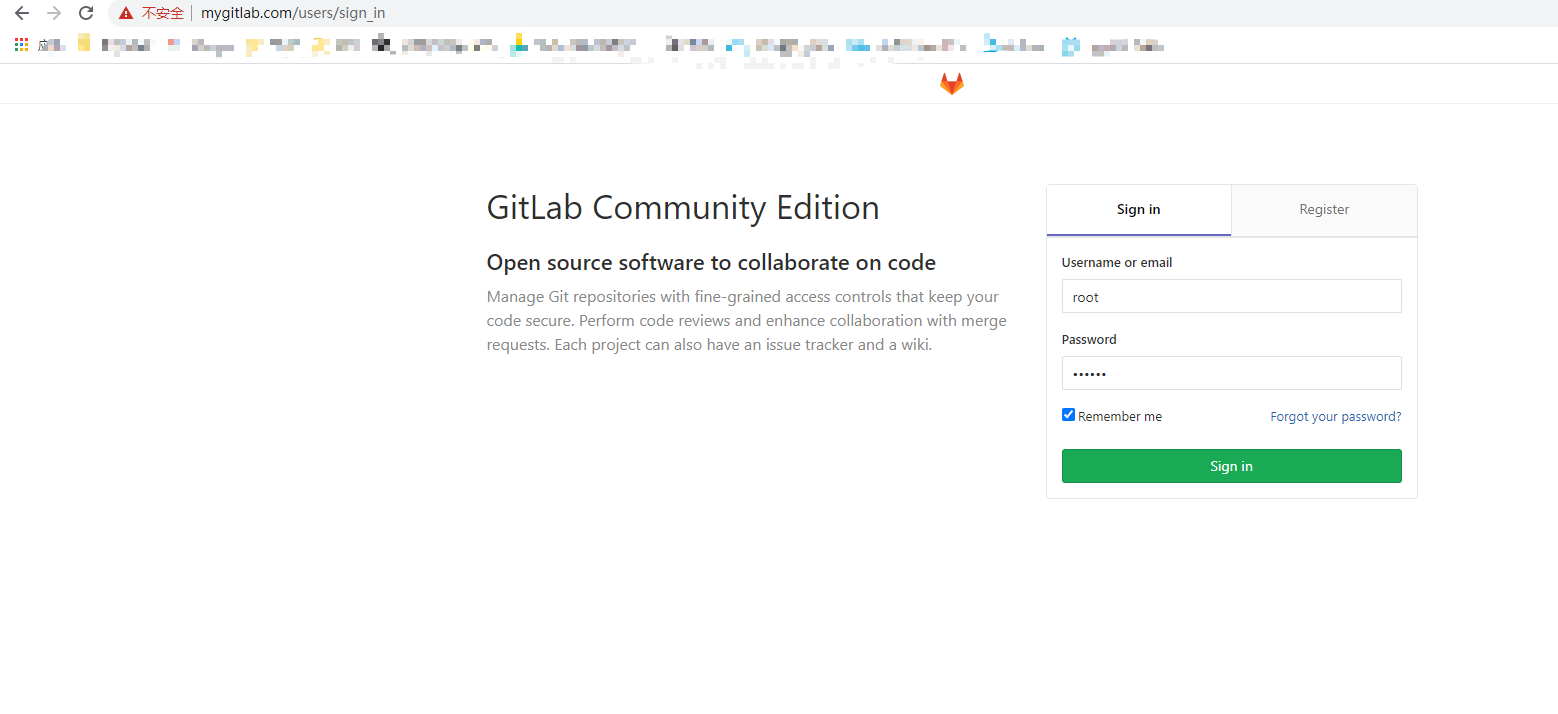 不安全 mygitlab.com/users/sign_in
GitLab Community Edition
Open source software to collaborate on code
Manage Git repositories with fine-grained access controls that keep your
code secure. Perform code reviews and enhance collaboration with merge
requests. Each project can also have an issue tracker and a wiki.
Sign in
Register
Username or email
root
Password
••••••
Remember me
Forgot your password?
Sign in